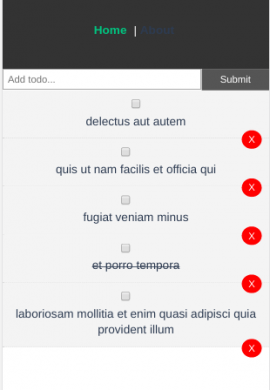 Home | About
Add todo... Submit
delectus aut autem
X
quis ut nam facilis et officia qui
X
fugiat veniam minus
X
et porro tempora
X
laboriosam mollitia et enim quasi adipisci quia
provident illum
X